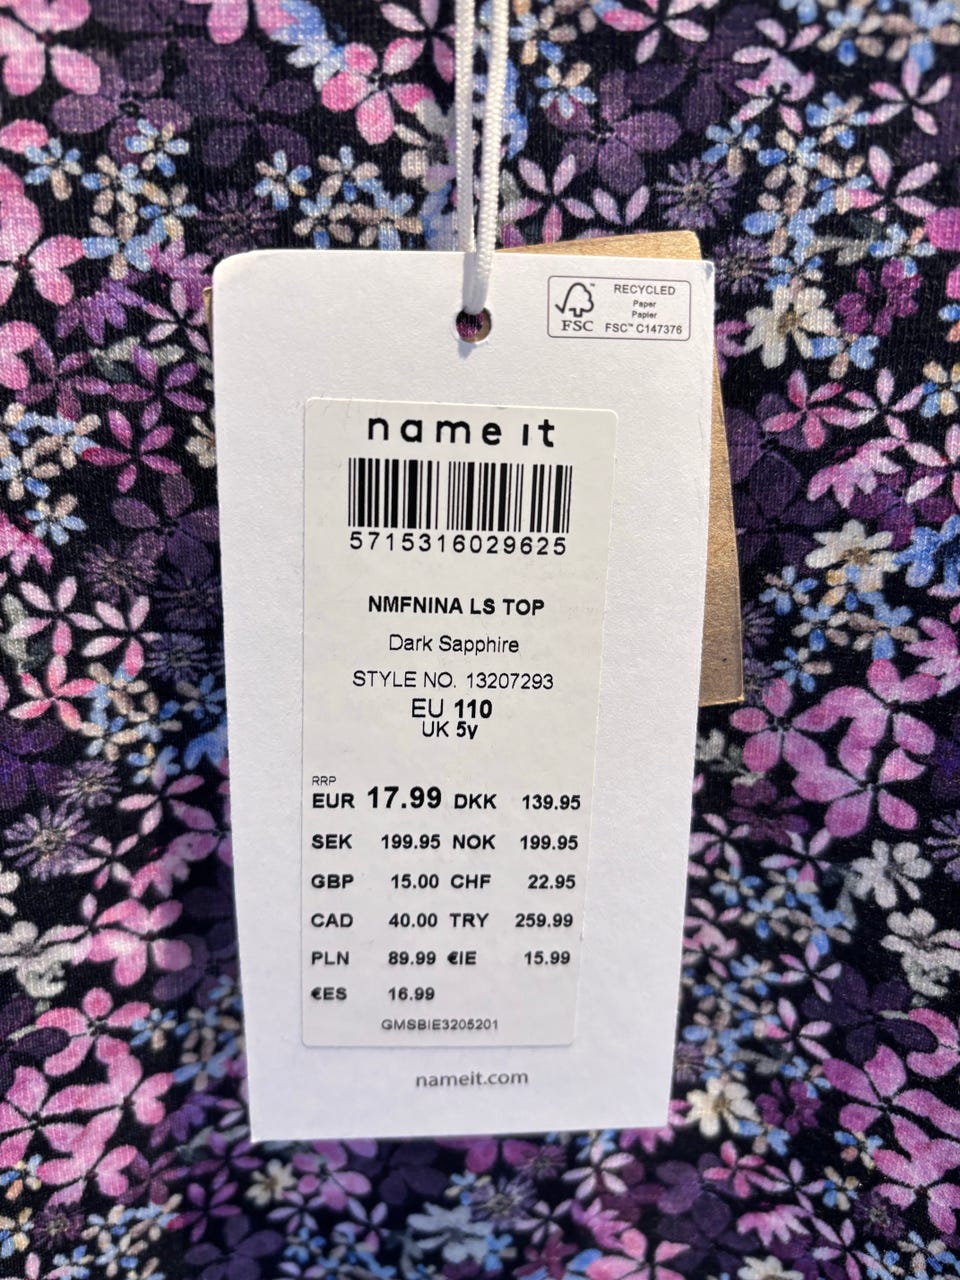 RECYCLED
Paper
Papier
FSC™ C147376
FSC™
name it
5715316029625
NMFNINA LS TOP
Dark Sapphire
STYLE NO. 13207293
EU 110
UK 5y
RRP
EUR 17.99 DKK 139.95
SEK 199.95 NOK 199.95
GBP 15.00 CHF 22.95
CAD 40.00 TRY 259.99
PLN 89.99 €IE 15.99
€ES 16.99
GMSBIE3205201
nameit.com